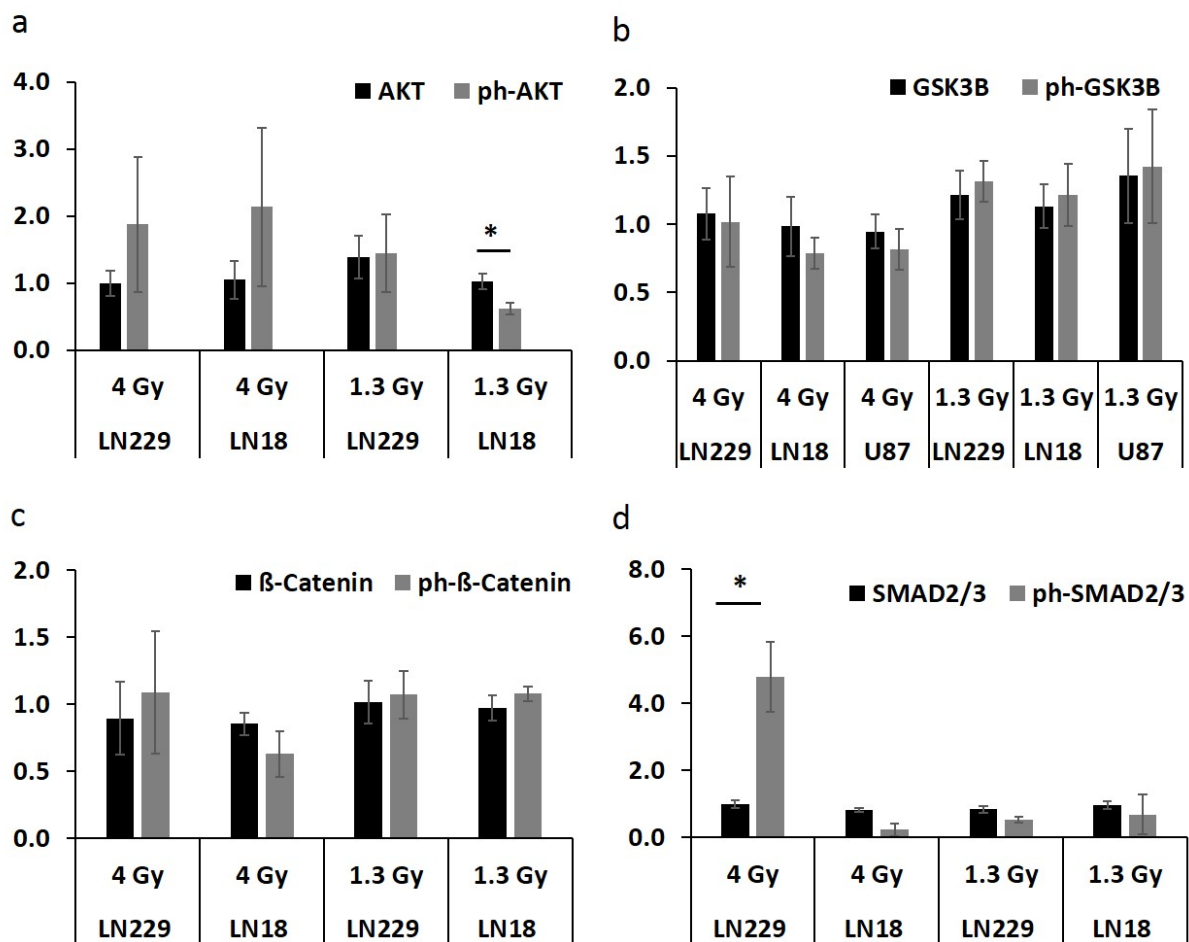 a
AKT ph-AKT
4.0
3.0
2.0
1.0
0.0
*
4 Gy 4 Gy 1.3 Gy 1.3 Gy
LN229 LN18 LN229 LN18
b
GSK3B ph-GSK3B
2.0
1.5
1.0
0.5
0.0
4 Gy 4 Gy 4 Gy 1.3 Gy 1.3 Gy 1.3 Gy
LN229 LN18 U87 LN229 LN18 U87
c
ß-Catenin ph-ß-Catenin
2.0
1.5
1.0
0.5
0.0
4 Gy 4 Gy 1.3 Gy 1.3 Gy
LN229 LN18 LN229 LN18
d
SMAD2/3 ph-SMAD2/3
8.0
6.0
4.0
2.0
0.0
*
4 Gy 4 Gy 1.3 Gy 1.3 Gy
LN229 LN18 LN229 LN18